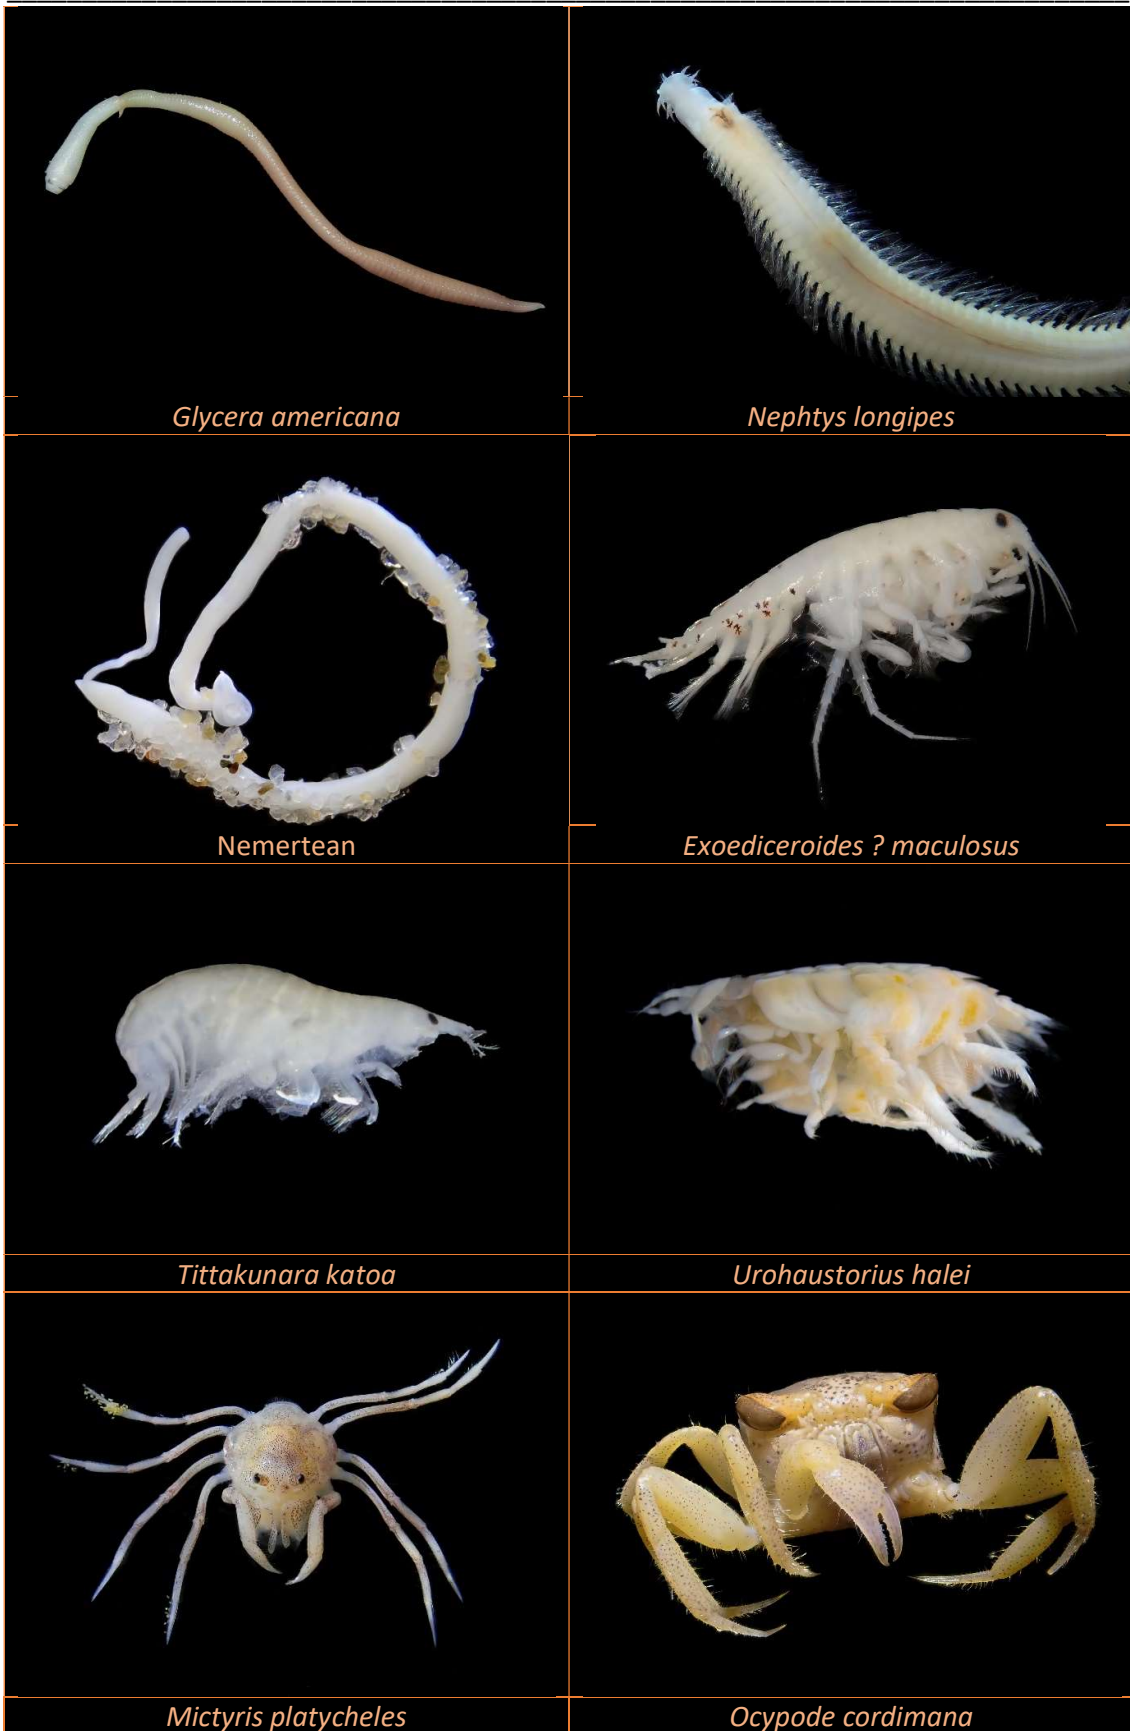 Glycera americana
Nephtys longipes
Nemertean
Exoediceroides ? maculosus
Tittakunara katoa
Urohaustorius halei
Mictyris platycheles
Ocypode cordimana